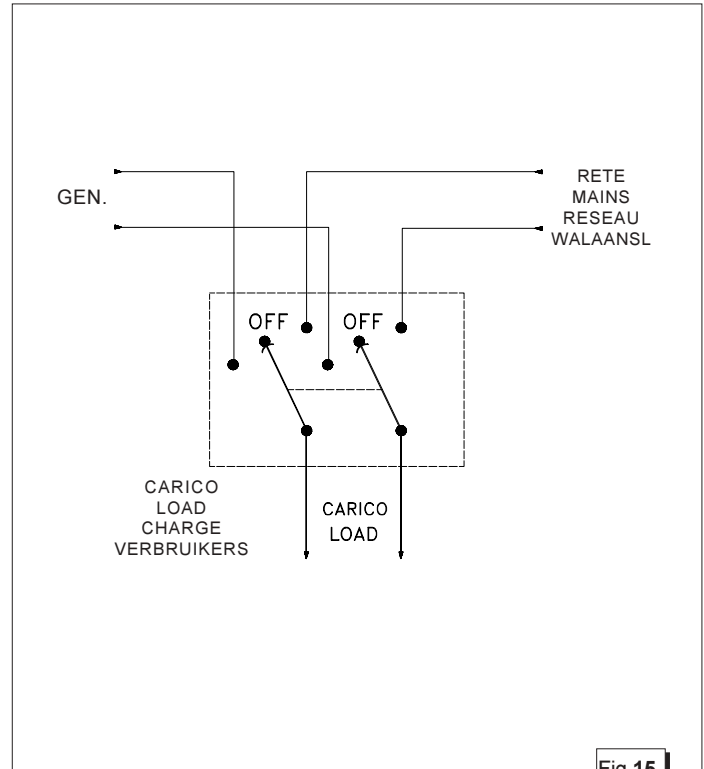 GEN.
RETE
MAINS
RESEAU
WALAANSL
OFF OFF
CARICO
LOAD
CHARGE
VERBRUIKERS
CARICO
LOAD
Fig.15